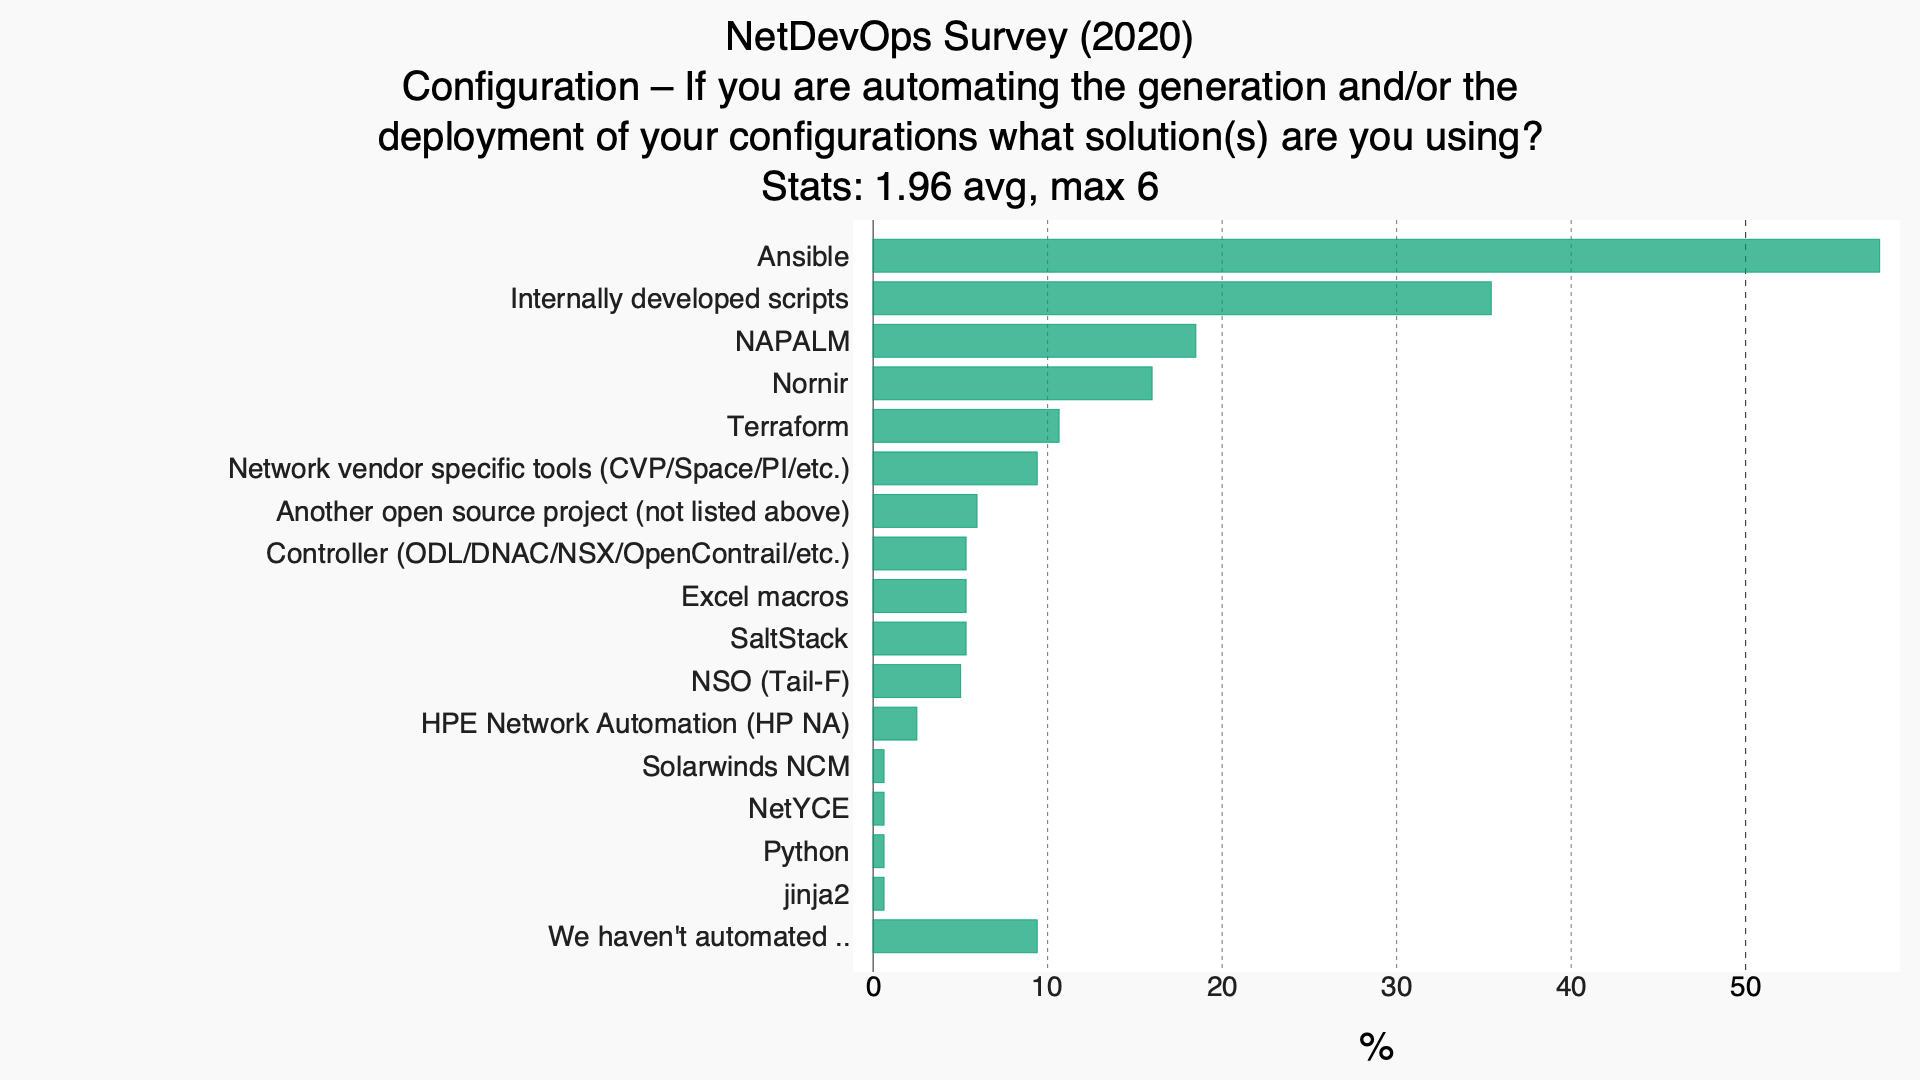 NetDevOps Survey (2020)
Configuration – If you are automating the generation and/or the
deployment of your configurations what solution(s) are you using?
Stats: 1.96 avg, max 6
Ansible
Internally developed scripts
NAPALM
Nornir
Terraform
Network vendor specific tools (CVP/Space/PI/etc.)
Another open source project (not listed above)
Controller (ODL/DNAC/NSX/OpenContrail/etc.)
Excel macros
SaltStack
NSO (Tail-F)
HPE Network Automation (HP NA)
Solarwinds NCM
NetYCE
Python
jinja2
We haven't automated ..
0 10 20 30 40 50
%